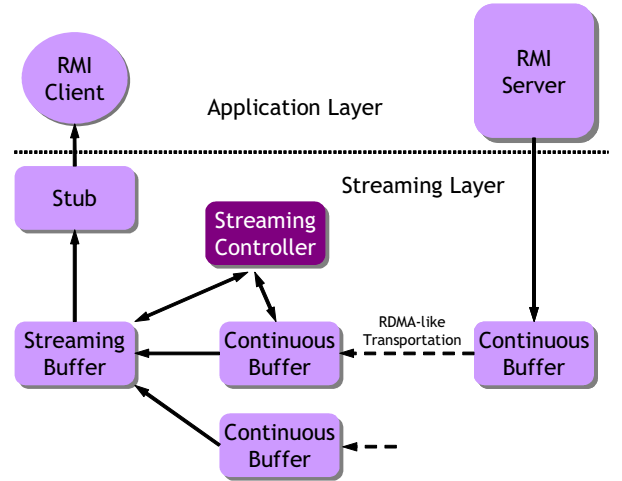 RMI
Client
RMI
Server
Application Layer
Streaming Layer
Stub
Streaming
Controller
RDMA-like
Transportation
Streaming
Buffer
Continuous
Buffer
Continuous
Buffer
Continuous
Buffer